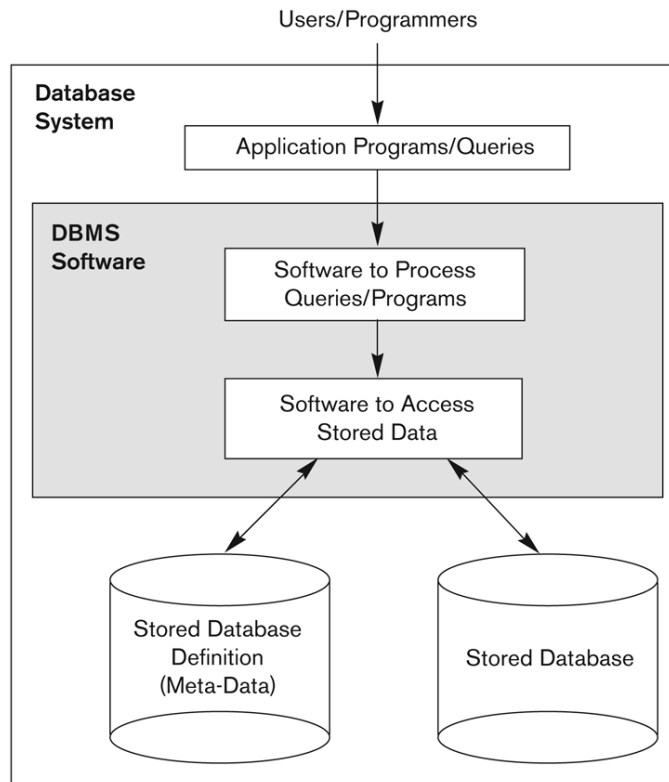 Users/Programmers
Database
System
Application Programs/Queries
DBMS
Software
Software to Process
Queries/Programs
Software to Access
Stored Data
Stored Database
Definition
(Meta-Data)
Stored Database